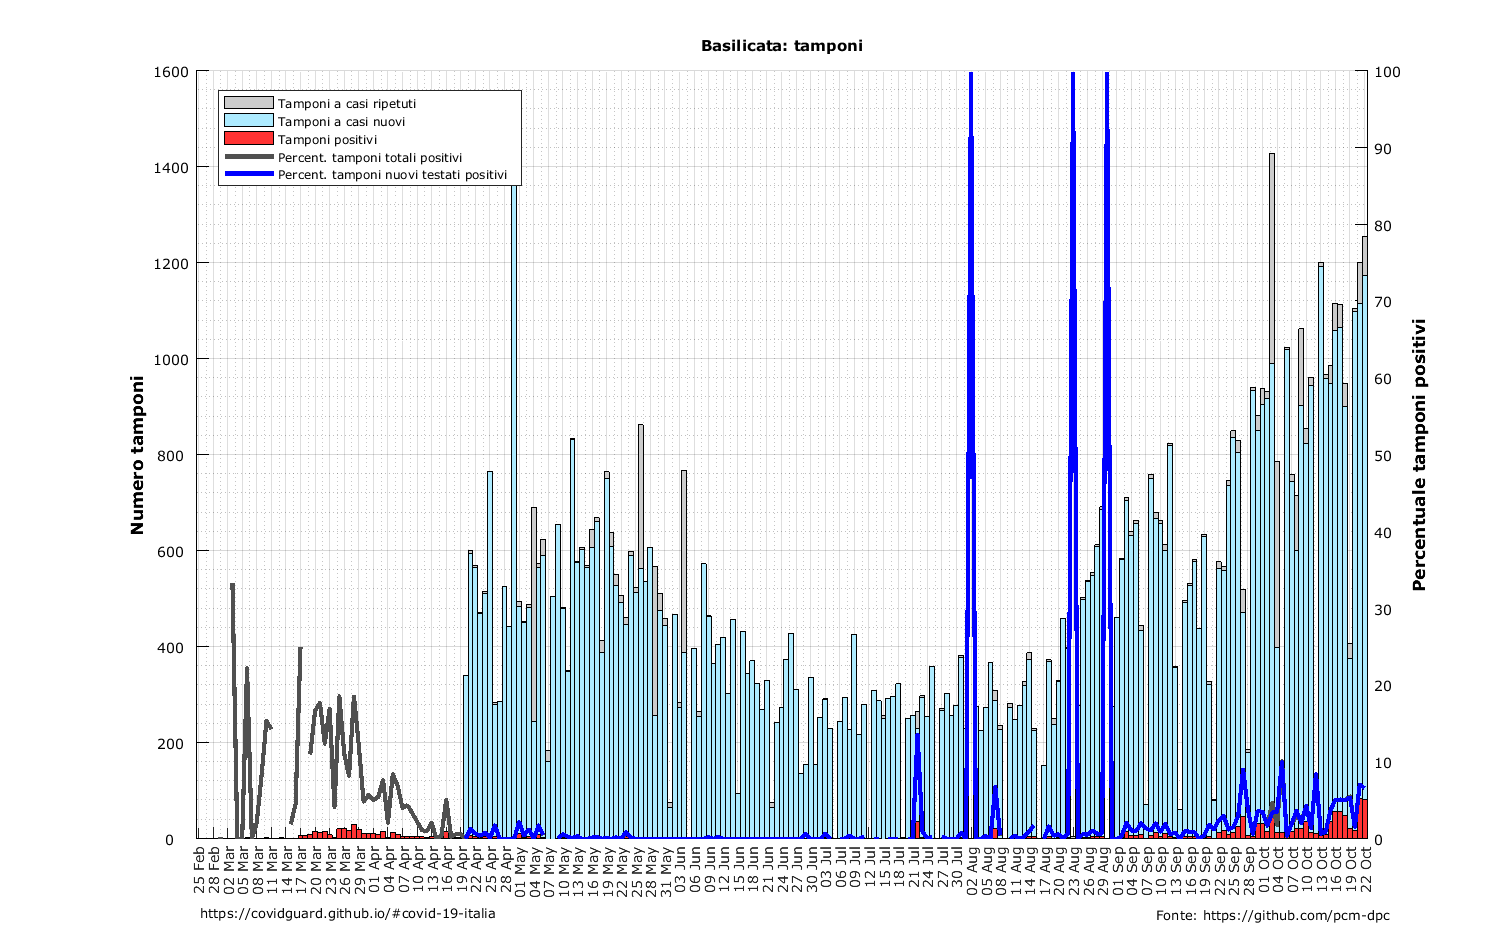 Basilicata: tamponi
Tamponi a casi ripetuti
Tamponi a casi nuovi
Tamponi positivi
Percent. tamponi totali positivi
Percent. tamponi nuovi testati positivi
Numero tamponi
1600
1400
1200
1000
800
600
400
200
0
Percentuale tamponi positivi
100
90
80
70
60
50
40
30
20
10
0
25 Feb
28 Feb
02 Mar
05 Mar
08 Mar
11 Mar
14 Mar
17 Mar
20 Mar
23 Mar
26 Mar
29 Mar
01 Apr
04 Apr
07 Apr
10 Apr
13 Apr
16 Apr
19 Apr
22 Apr
25 Apr
28 Apr
01 May
04 May
07 May
10 May
13 May
16 May
19 May
22 May
25 May
28 May
31 May
03 Jun
06 Jun
09 Jun
12 Jun
15 Jun
18 Jun
21 Jun
24 Jun
27 Jun
30 Jun
03 Jul
06 Jul
09 Jul
12 Jul
15 Jul
18 Jul
21 Jul
24 Jul
27 Jul
30 Jul
02 Aug
05 Aug
08 Aug
11 Aug
14 Aug
17 Aug
20 Aug
23 Aug
26 Aug
29 Aug
01 Sep
04 Sep
07 Sep
10 Sep
13 Sep
16 Sep
19 Sep
22 Sep
25 Sep
28 Sep
01 Oct
04 Oct
07 Oct
10 Oct
13 Oct
16 Oct
19 Oct
22 Oct
https://covidguard.github.io/#covid-19-italia
Fonte: https://github.com/pcm-dpc